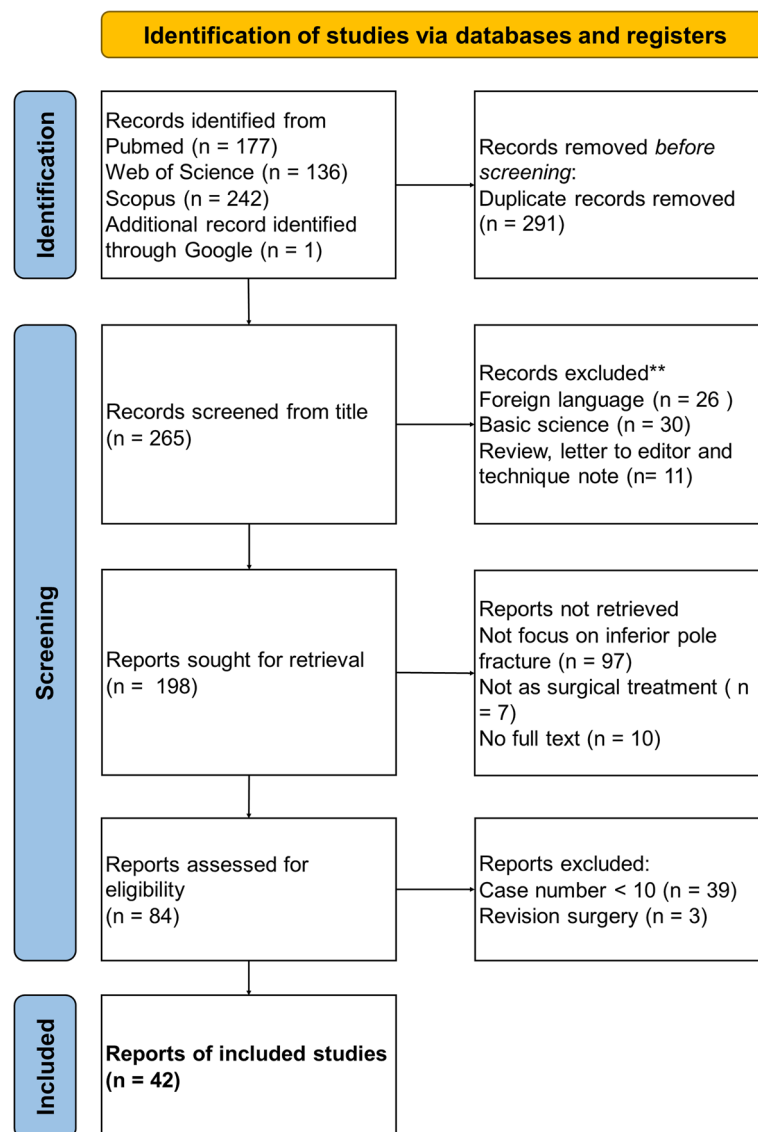 Identification of studies via databases and registers
Identification
Records identified from
Pubmed (n = 177)
Web of Science (n = 136)
Scopus (n = 242)
Additional record identified
through Google (n = 1)
Records removed before
screening:
Duplicate records removed
(n = 291)
Screening
Records screened from title
(n = 265)
Records excluded**
Foreign language (n = 26 )
Basic science (n = 30)
Review, letter to editor and
technique note (n= 11)
Reports sought for retrieval
(n =  198)
Reports not retrieved
Not focus on inferior pole
fracture (n = 97)
Not as surgical treatment ( n
= 7)
No full text (n = 10)
Reports assessed for
eligibility
(n = 84)
Reports excluded:
Case number < 10 (n = 39)
Revision surgery (n = 3)
Included
Reports of included studies
(n = 42)